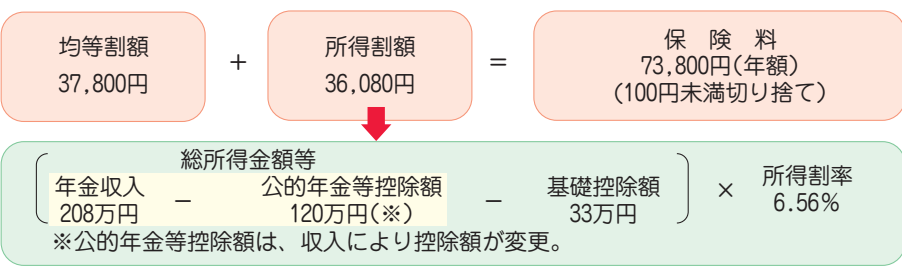 均等割額
37,800円
+
所得割額
36,080円
=
保 険 料
73,800円(年額)
(100円未満切り捨て)
総所得金額等
年金収入
208万円
－
公的年金等控除額
120万円(※)
－
基礎控除額
33万円
×
所得割率
6.56%
※公的年金等控除額は、収入により控除額が変更。